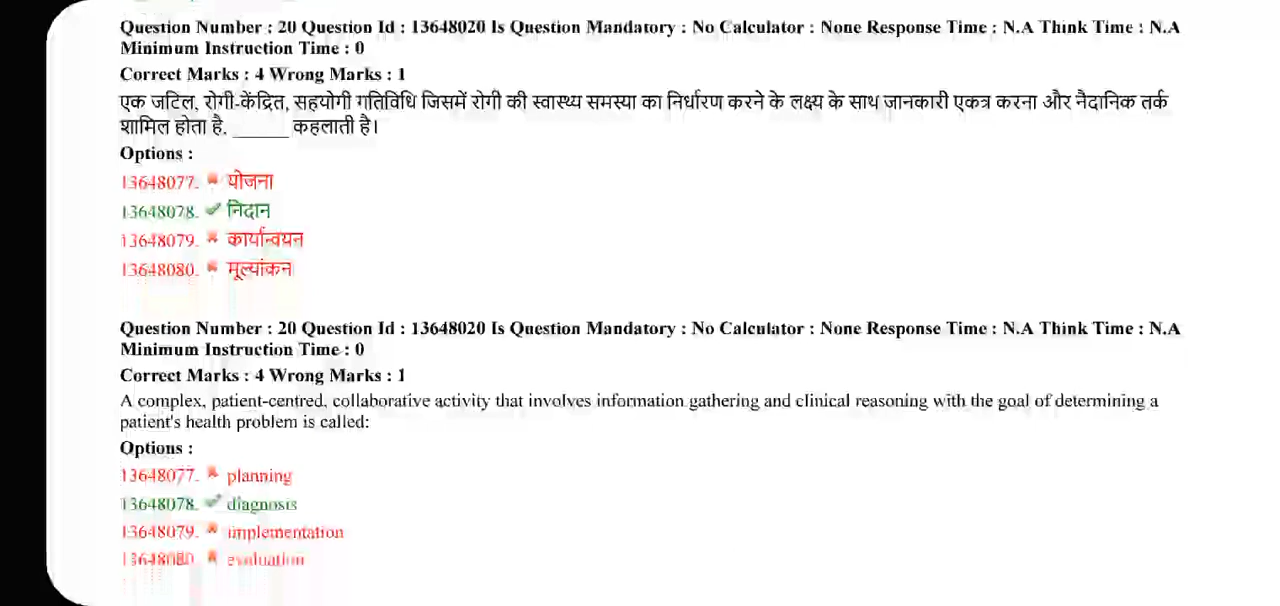 Question Number : 20 Question Id : 13648020 Is Question Mandatory : No Calculator : None Response Time : N.A Think Time : N.A
Minimum Instruction Time : 0
Correct Marks : 4 Wrong Marks : 1
एक जटिल, रोगी-केंद्रित, सहयोगी गतिविधि जिसमें रोगी की स्वास्थ्य समस्या का निर्धारण करने के लक्ष्य के साथ जानकारी एकत्र करना और नैदानिक तर्क
शामिल होता है, ______ कहलाती है।
Options :
13648077. योजना
13648078. निदान
13648079. कार्यान्वयन
13648080. मूल्यांकन
Question Number : 20 Question Id : 13648020 Is Question Mandatory : No Calculator : None Response Time : N.A Think Time : N.A
Minimum Instruction Time : 0
Correct Marks : 4 Wrong Marks : 1
A complex, patient-centred, collaborative activity that involves information gathering and clinical reasoning with the goal of determining a
patient's health problem is called:
Options :
13648077. planning
13648078. diagnosis
13648079. implementation
13648080. evaluation